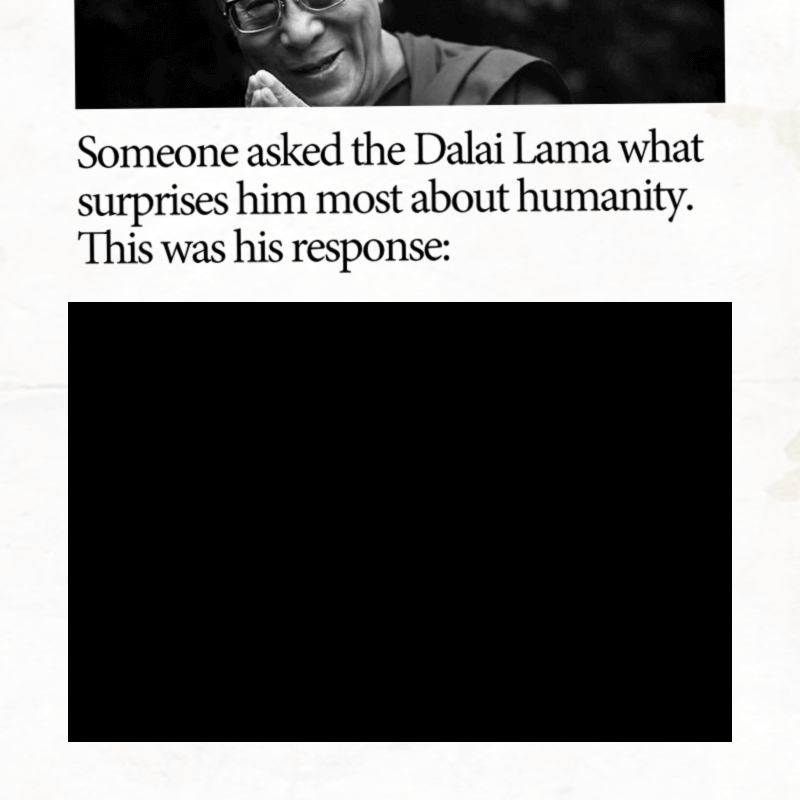 Someone asked the Dalai Lama what
surprises him most about humanity.
This was his response: